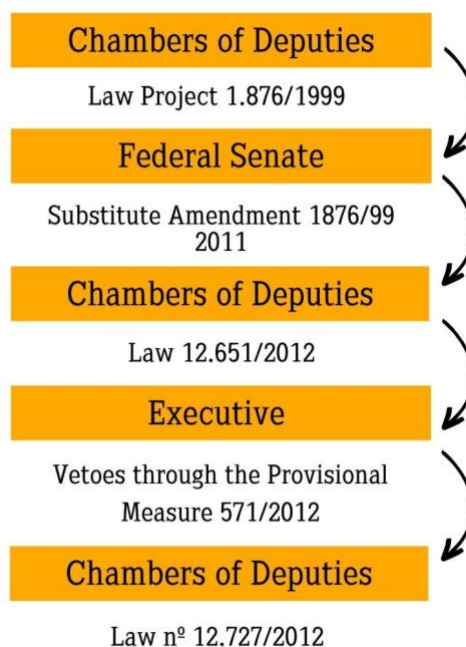 Chambers of Deputies
Law Project 1.876/1999
Federal Senate
Substitute Amendment 1876/99
2011
Chambers of Deputies
Law 12.651/2012
Executive
Vetoes through the Provisional
Measure 571/2012
Chambers of Deputies
Law nº 12.727/2012